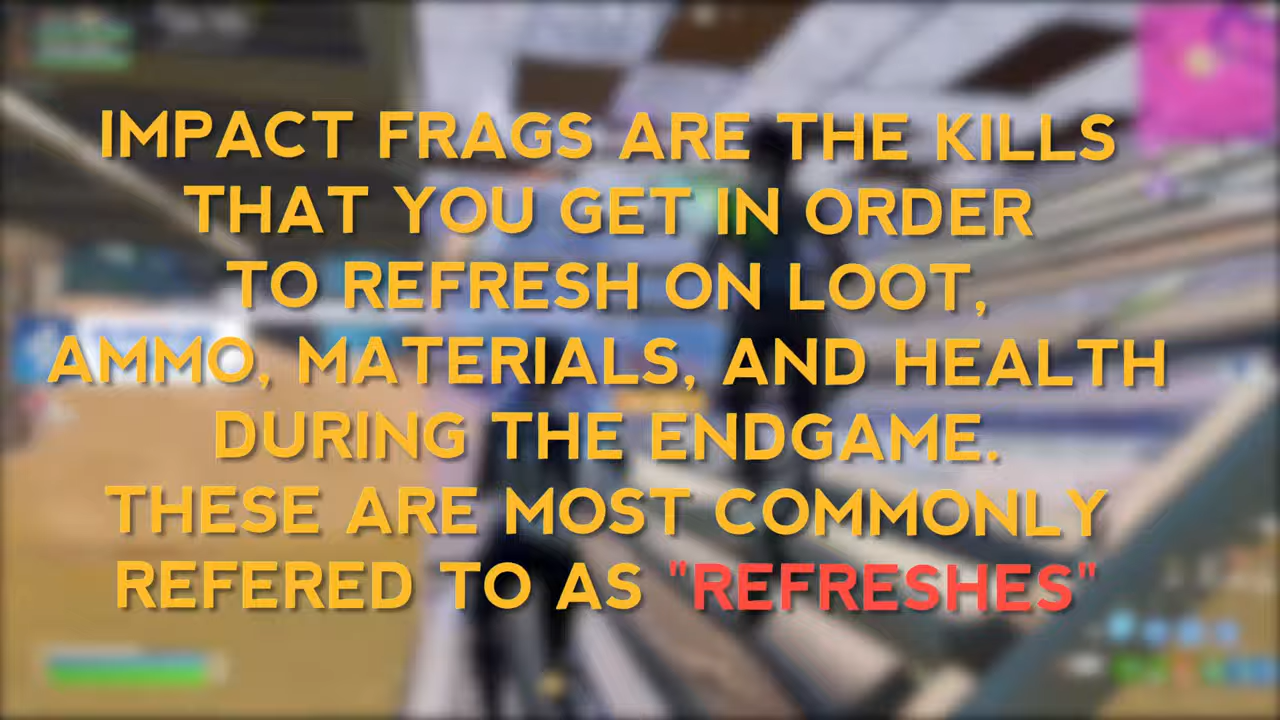 IMPACT FRAGS ARE THE KILLS
THAT YOU GET IN ORDER
TO REFRESH ON LOOT,
AMMO, MATERIALS, AND HEALTH
DURING THE ENDGAME.
THESE ARE MOST COMMONLY
REFERED TO AS "REFRESHES"